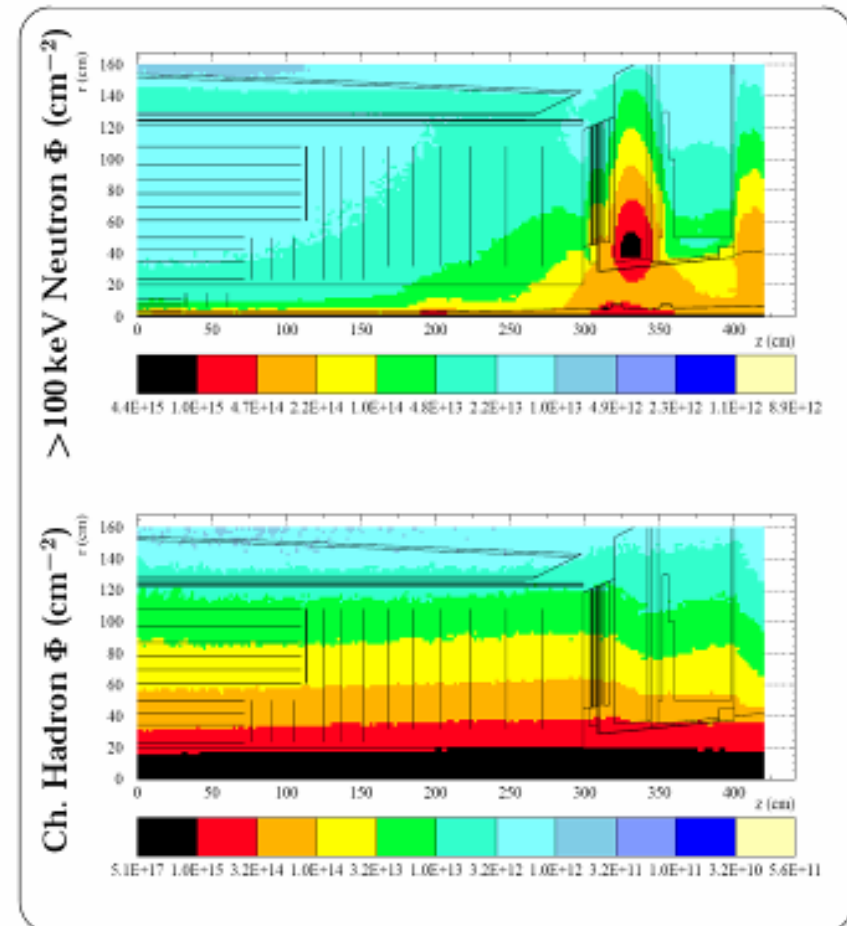 >100 keV Neutron Φ (cm⁻²)
r (cm)
160
140
120
100
80
60
40
20
0
0 50 100 150 200 250 300 350 400
z (cm)
4.4E+15 1.0E+15 4.7E+14 2.2E+14 1.0E+14 4.8E+13 2.2E+13 1.0E+13 4.9E+12 2.3E+12 1.1E+12 8.9E+12
Ch. Hadron Φ (cm⁻²)
r (cm)
160
140
120
100
80
60
40
20
0
0 50 100 150 200 250 300 350 400
z (cm)
5.1E+17 1.0E+15 3.2E+14 1.0E+14 3.2E+13 1.0E+13 3.2E+12 1.0E+12 3.2E+11 1.0E+11 3.2E+10 5.6E+11